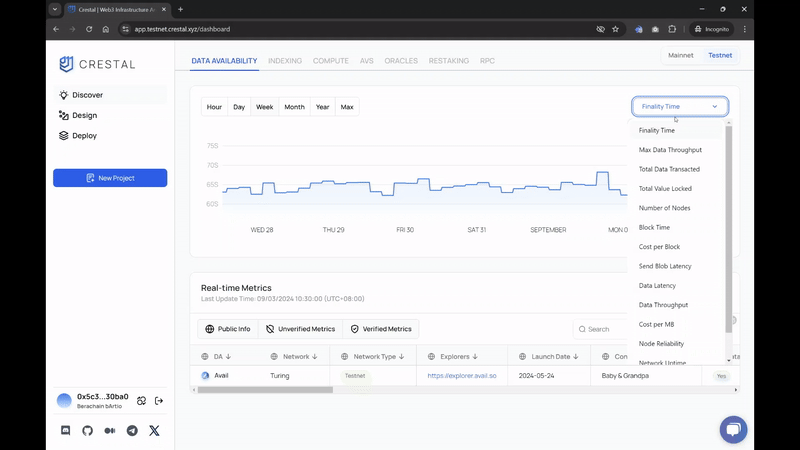 Crestal | Web3 Infrastructure A
app.testnet.crestal.xyz/dashboard
Incognito
CRESTAL
DATA AVAILABILITY INDEXING COMPUTE AVS ORACLES RESTAKING RPC
Mainnet Testnet
Discover
Design
Deploy
New Project
Hour Day Week Month Year Max
Finality Time
Finality Time
Max Data Throughput
Total Data Transacted
Total Value Locked
Number of Nodes
Block Time
Cost per Block
Send Blob Latency
Data Latency
Data Throughput
Cost per MB
Node Reliability
Network Uptime
75S
70S
65S
60S
WED 28 THU 29 FRI 30 SAT 31 SEPTEMBER MON 0
Real-time Metrics
Last Update Time: 09/03/2024 10:30:00 (UTC+08:00)
Public Info Unverified Metrics Verified Metrics
Search
DA Network Network Type Explorers Launch Date Con ata
Avail Turing Testnet https://explorer.avail.so 2024-05-24 Baby & Grandpa Yes
0x5c3...30ba0
Berachain bArtio